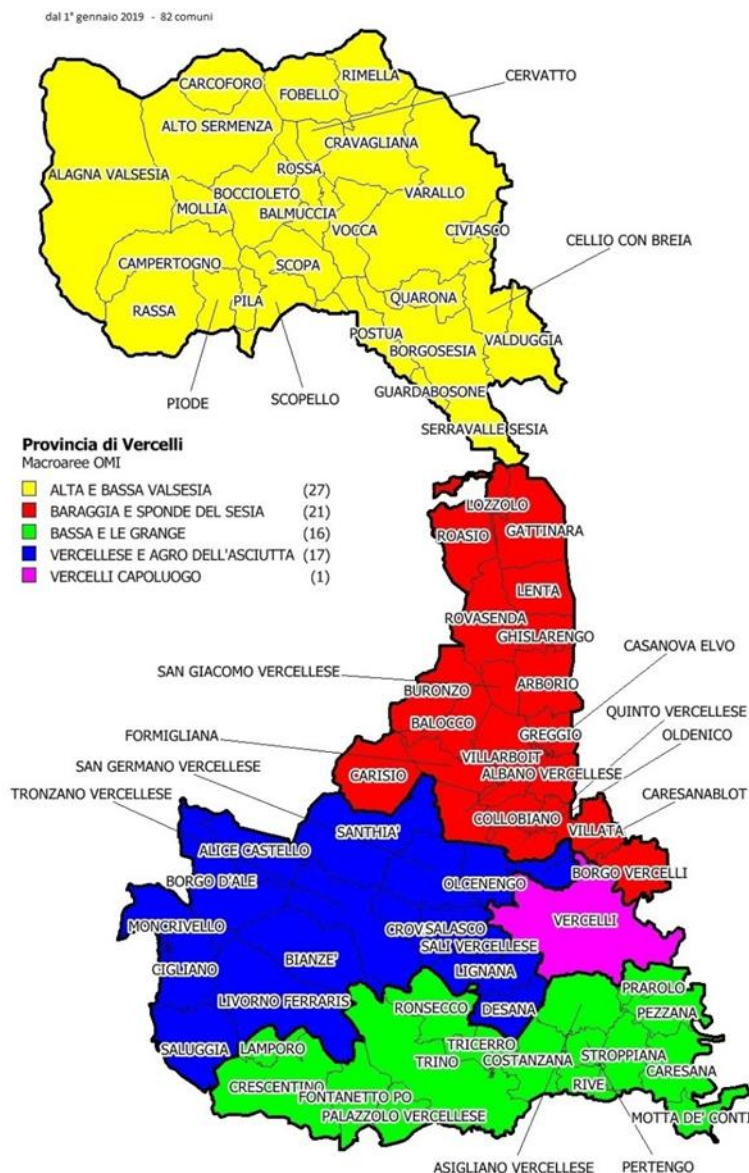 dal 1° gennaio 2019 - 82 comuni
RIMELLA
CARCOFORO
CERVATTO
FOBELLO
ALTO SERMENZA
CRAVAGLIANA
ROSSA
ALAGNA VALSESIA
BOCCIOLETO
VARALLO
MOLLIA
BALMUCCIA
VOCCA
CIVIASCO
CELLIO CON BREIA
CAMPERTOGNO
SCOPA
QUARONA
RASSA
PILA
POSTUA
VALDUGGIA
BORGOSESIA
PIODE
SCOPELLO
GUARDABOSONE
SERRAVALLE SESIA
Provincia di Vercelli
Macroaree OMI
ALTA E BASSA VALSESIA (27)
BARAGGIA E SPONDE DEL SESIA (21)
BASSA E LE GRANGE (16)
VERCELLESE E AGRO DELL'ASCIUTTA (17)
VERCELLI CAPOLUOGO (1)
LOZZOLO
GATTINARA
ROASIO
LENTA
ROVASENDA
GHISLARENGO
CASANOVA ELVO
SAN GIACOMO VERCELLESE
BURONZO
ARBORIO
QUINTO VERCELLESE
BALOCCO
FORMIGLIANA
GREGGIO
OLDENICO
VILLARBOIT
SAN GERMANO VERCELLESE
CARISIO
ALBANO VERCELLESE
TRONZANO VERCELLESE
CARESANABLOT
COLLOBIANO
SANTHIA'
VILLATA
ALICE CASTELLO
BORGO VERCELLI
BORGO D'ALE
OLCENENGO
MONCRIVELLO
CROV
SALASCO
VERCELLI
SALI VERCELLESE
BIANZE'
CIGLIANO
LIGNANA
PRAROLO
LIVORNO FERRARIS
RONSECCO
DESANA
PEZZANA
TRICERRO
SALUGGIA
LAMPORO
TRINO
COSTANZANA
STROPPIANA
CARESANA
CRESCENTINO
RIVE
FONTANETTO PO
PALAZZOLO VERCELLESE
MOTTA DE' CONTI
ASIGLIANO VERCELLESE
PERTENGO